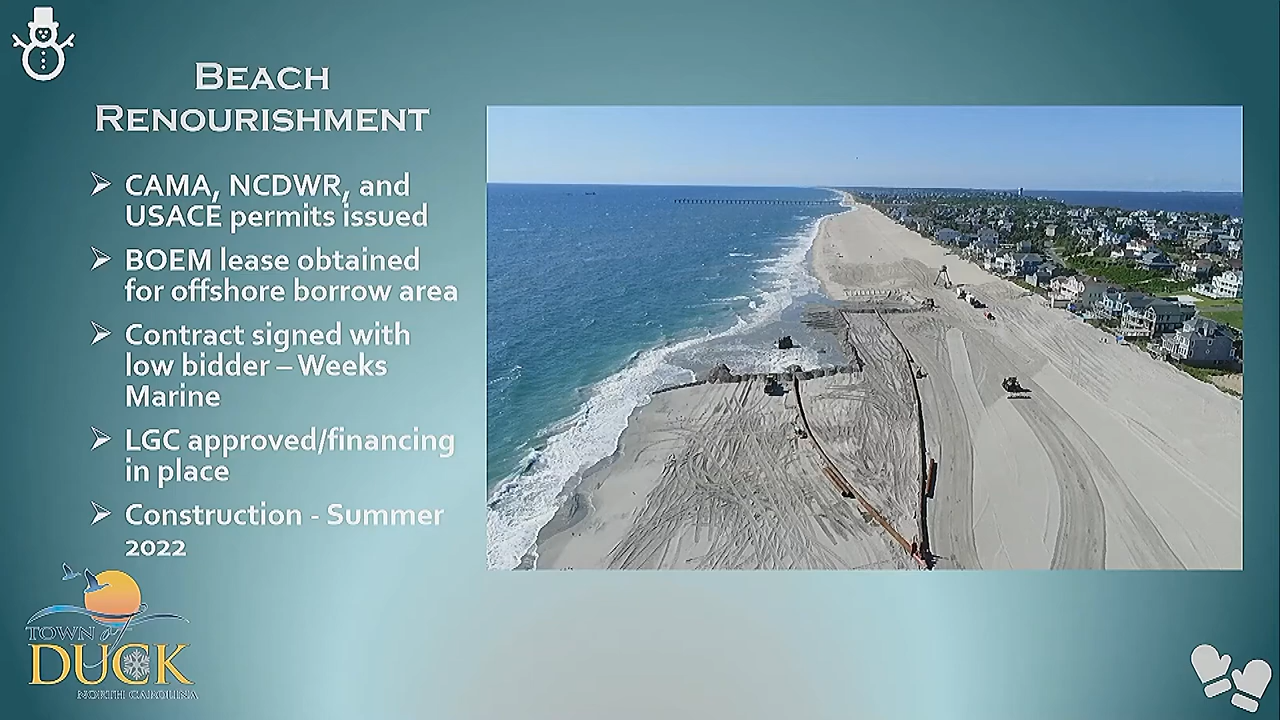 BEACH
RENOURISHMENT
CAMA, NCDWR, and
USACE permits issued
BOEM lease obtained
for offshore borrow area
Contract signed with
low bidder – Weeks
Marine
LGC approved/financing
in place
Construction - Summer
2022
TOWN of
DUCK
NORTH CAROLINA